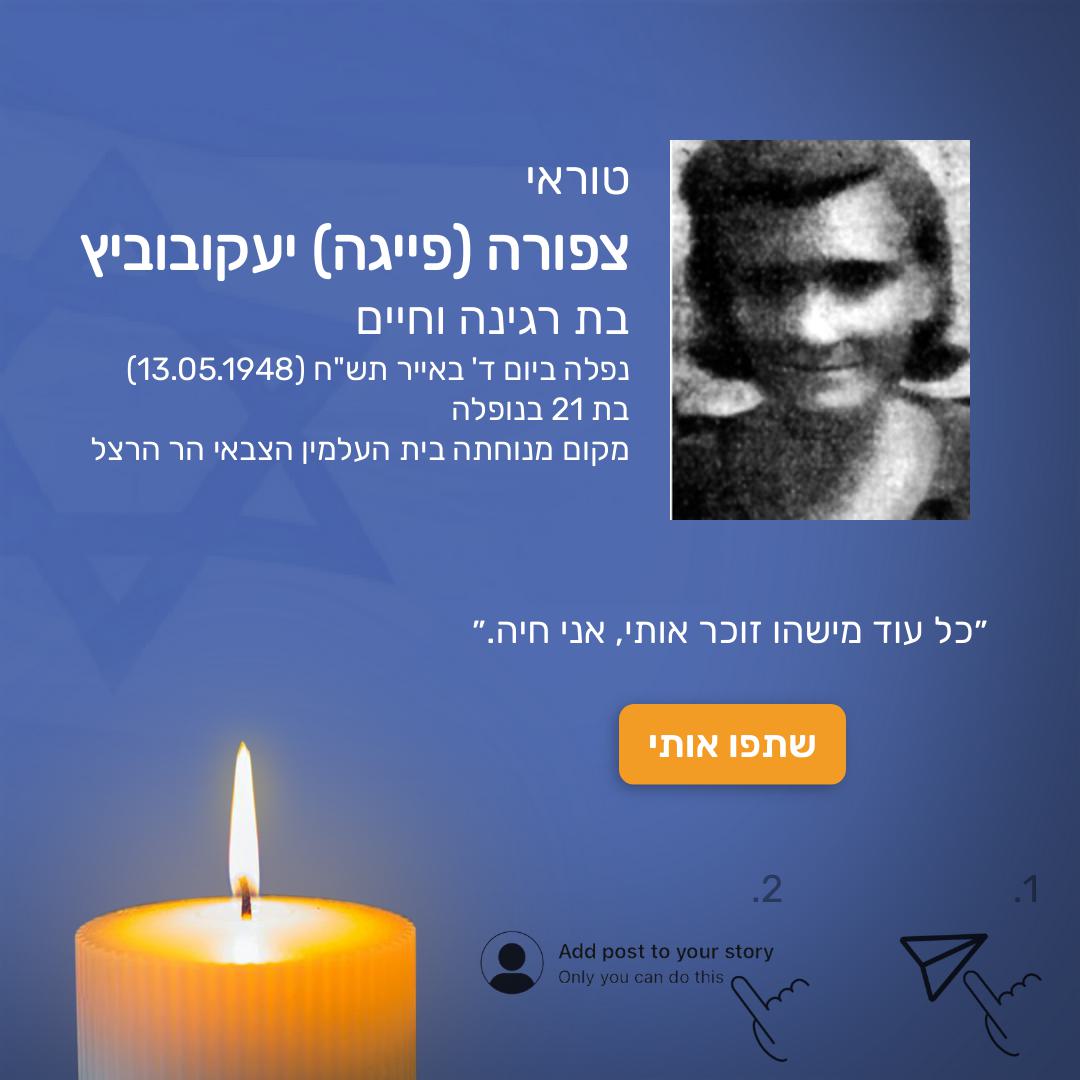 טוראי
צפורה (פייגה) יעקובוביץ
בת רגינה וחיים
נפלה ביום ד' באייר תש"ח (13.05.1948)
בת 21 בנופלה
מקום מנוחתה בית העלמין הצבאי הר הרצל
״כל עוד מישהו זוכר אותי, אני חיה.״
שתפו אותי
1.
2.
Add post to your story
Only you can do this